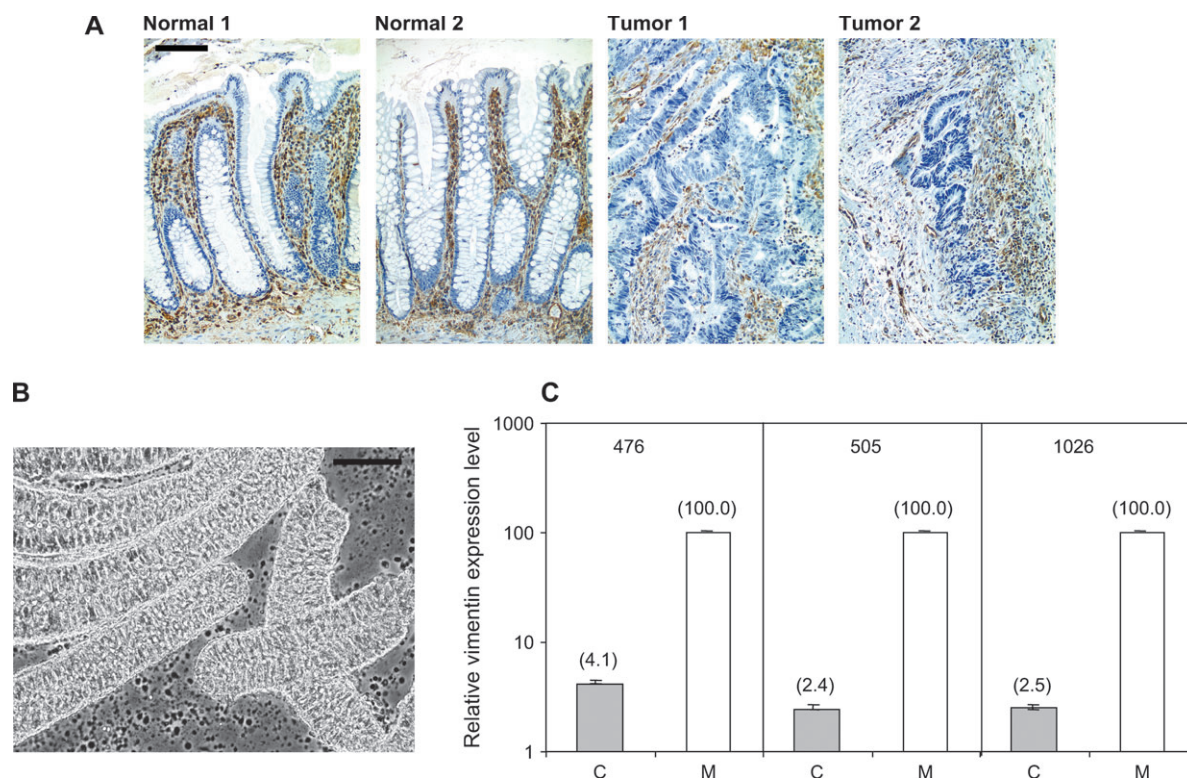 A
Normal 1
Normal 2
Tumor 1
Tumor 2
B
C
Relative vimentin expression level
1000
100
10
1
476
505
1026
(4.1)
(100.0)
(2.4)
(100.0)
(2.5)
(100.0)
C
M
C
M
C
M